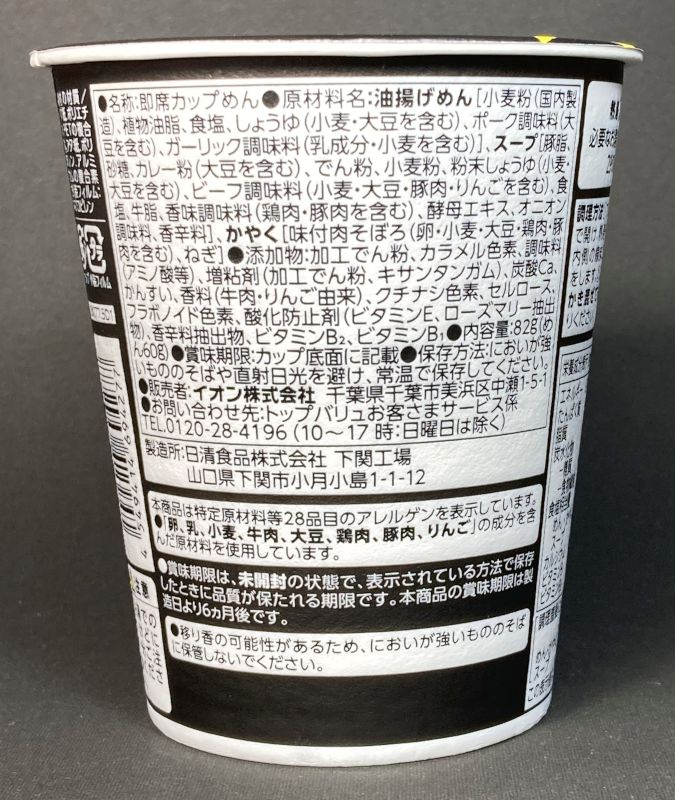 ●名称:即席カップめん●原材料名:油揚げめん[小麦粉(国内製
造)、植物油脂、食塩、しょうゆ(小麦・大豆を含む)、ポーク調味料(大
豆を含む)、ガーリック調味料(乳成分・小麦を含む)]、スープ[豚脂、
砂糖、カレー粉(大豆を含む)、でん粉、小麦粉、粉末しょうゆ(小麦・
大豆を含む)、ビーフ調味料(小麦・大豆・豚肉・りんごを含む)、食
塩、牛脂、香味調味料(鶏肉・豚肉を含む)、酵母エキス、オニオン
調味料、香辛料]、かやく[味付肉そぼろ(卵・小麦・大豆・鶏肉・豚
肉を含む)、ねぎ]●添加物:加工でん粉、カラメル色素、調味料
(アミノ酸等)、増粘剤(加工でん粉、キサンタンガム)、炭酸Ca、
かんすい、香料(牛肉・りんご由来)、クチナシ色素、セルロース、
フラボノイド色素、酸化防止剤(ビタミンE、ローズマリー抽出
物)、香辛料抽出物、ビタミンB₂、ビタミンB₁●内容量:82g(め
ん60g)●賞味期限:カップ底面に記載●保存方法:においが強
いもののそばや直射日光を避け、常温で保存してください。
●販売者:イオン株式会社 千葉県千葉市美浜区中瀬1-5-1
●お問い合わせ先:トップバリュお客さまサービス係
TEL.0120-28-4196(10～17時:日曜日は除く)
製造所:日清食品株式会社 下関工場
山口県下関市小月小島1-1-12
本商品は特定原材料等28品目のアレルゲンを表示しています。
●「卵、乳、小麦、牛肉、大豆、鶏肉、豚肉、りんご」の成分を含
んだ原材料を使用しています。
●賞味期限は、未開封の状態で、表示されている方法で保存
したときに品質が保たれる期限です。本商品の賞味期限は製
造日より6ヵ月後です。
●移り香の可能性があるため、においが強いもののそば
に保管しないでください。